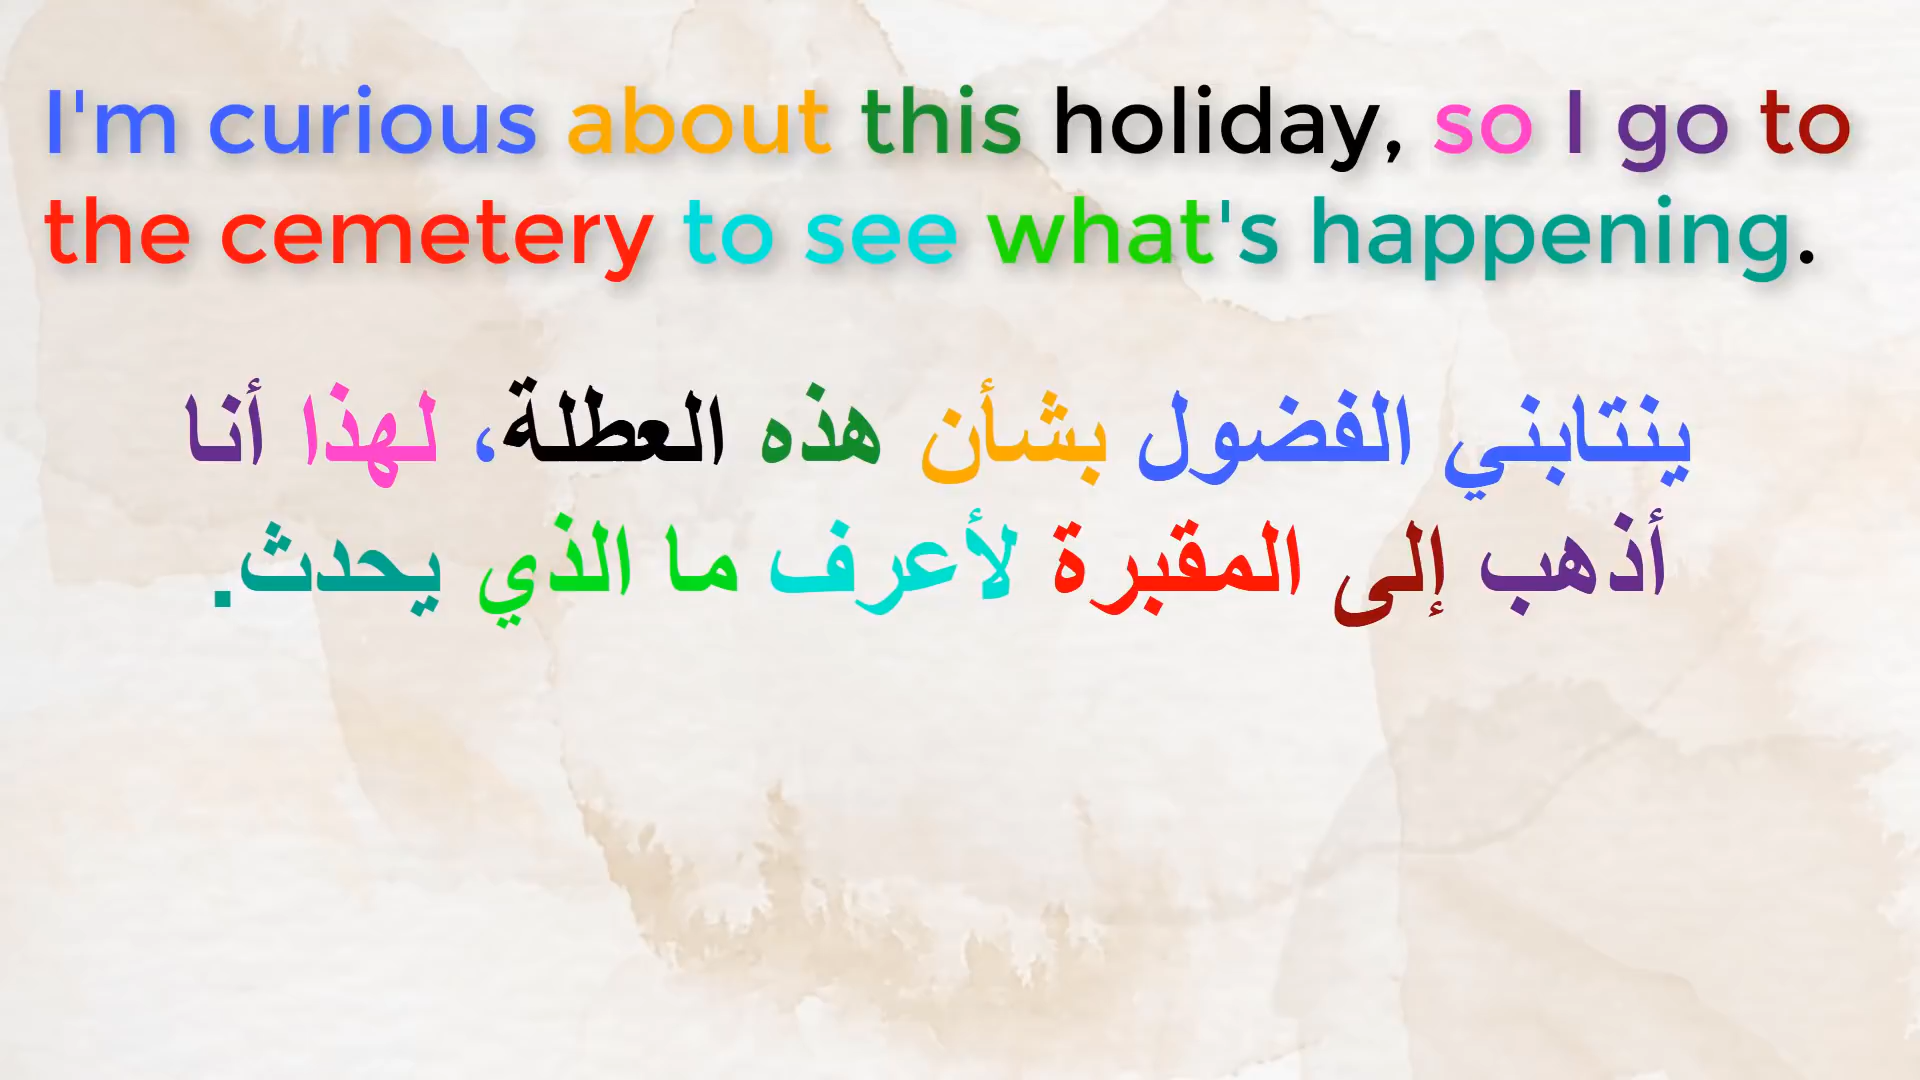 I'm curious about this holiday, so I go to
the cemetery to see what's happening.
ينتابني الفضول بشأن هذه العطلة، لهذا أنا
أذهب إلى المقبرة لأعرف ما الذي يحدث.